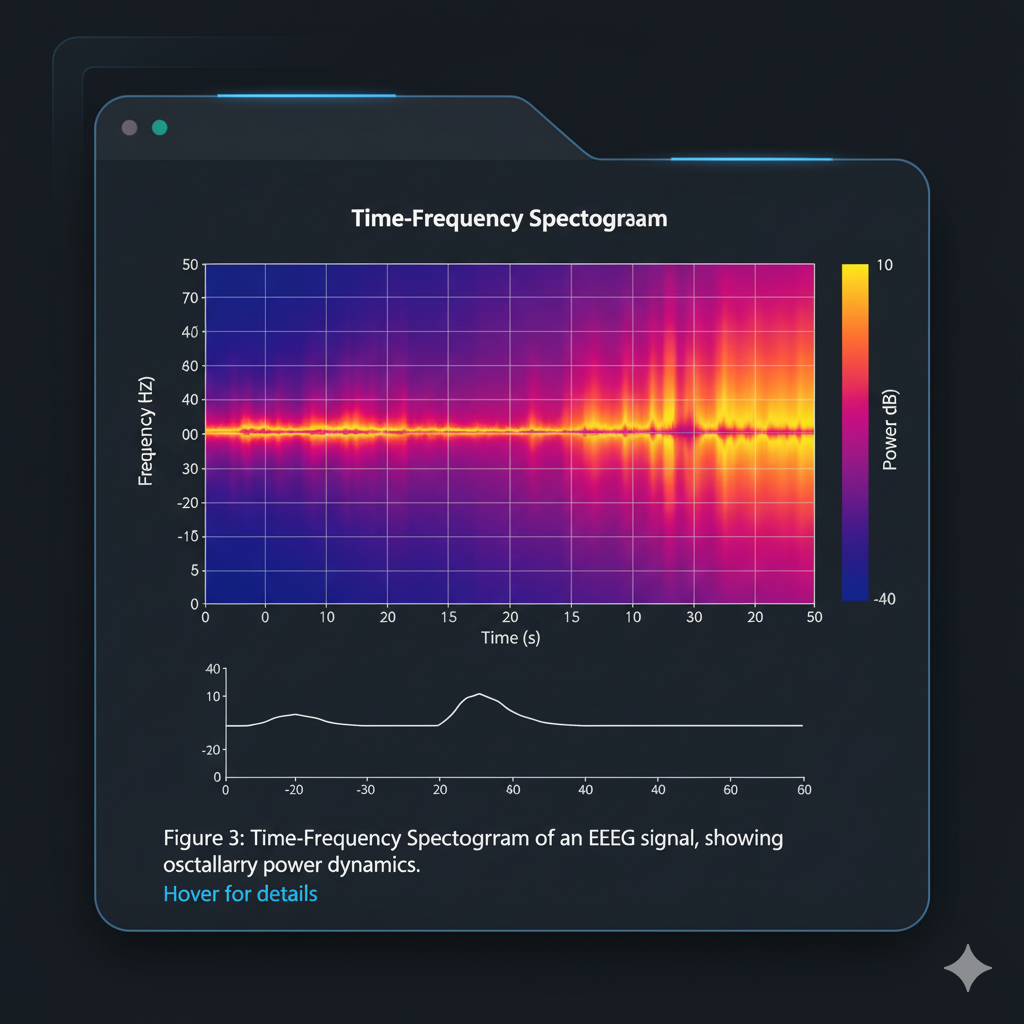 Time-Frequency Spectograam
50
70
40
60
40
00
30
-20
-10
5
0
Frequency HZ)
0 0 10 20 15 20 15 10 30 20 50
Time (s)
10
-40
Power dB)
40
10
-20
0
0 -20 -30 20 40 40 40 60 60
Figure 3: Time-Frequency Spectogrram of an EEEG signal, showing
osctallarry power dynamics.
Hover for details